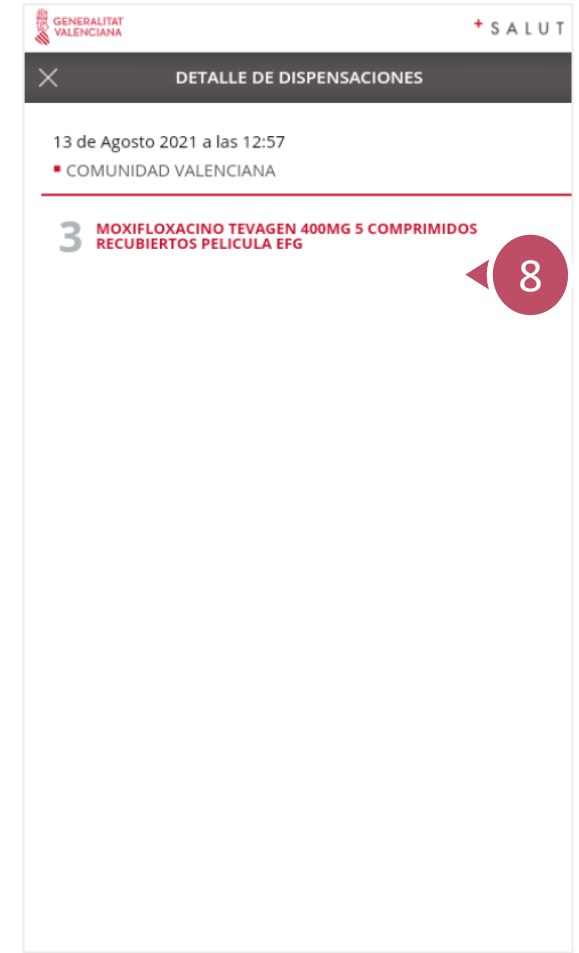 GENERALITAT
VALENCIANA
+ SALUT
DETALLE DE DISPENSACIONES
13 de Agosto 2021 a las 12:57
COMUNIDAD VALENCIANA
3
MOXIFLOXACINO TEVAGEN 400MG 5 COMPRIMIDOS
RECUBIERTOS PELICULA EFG
8